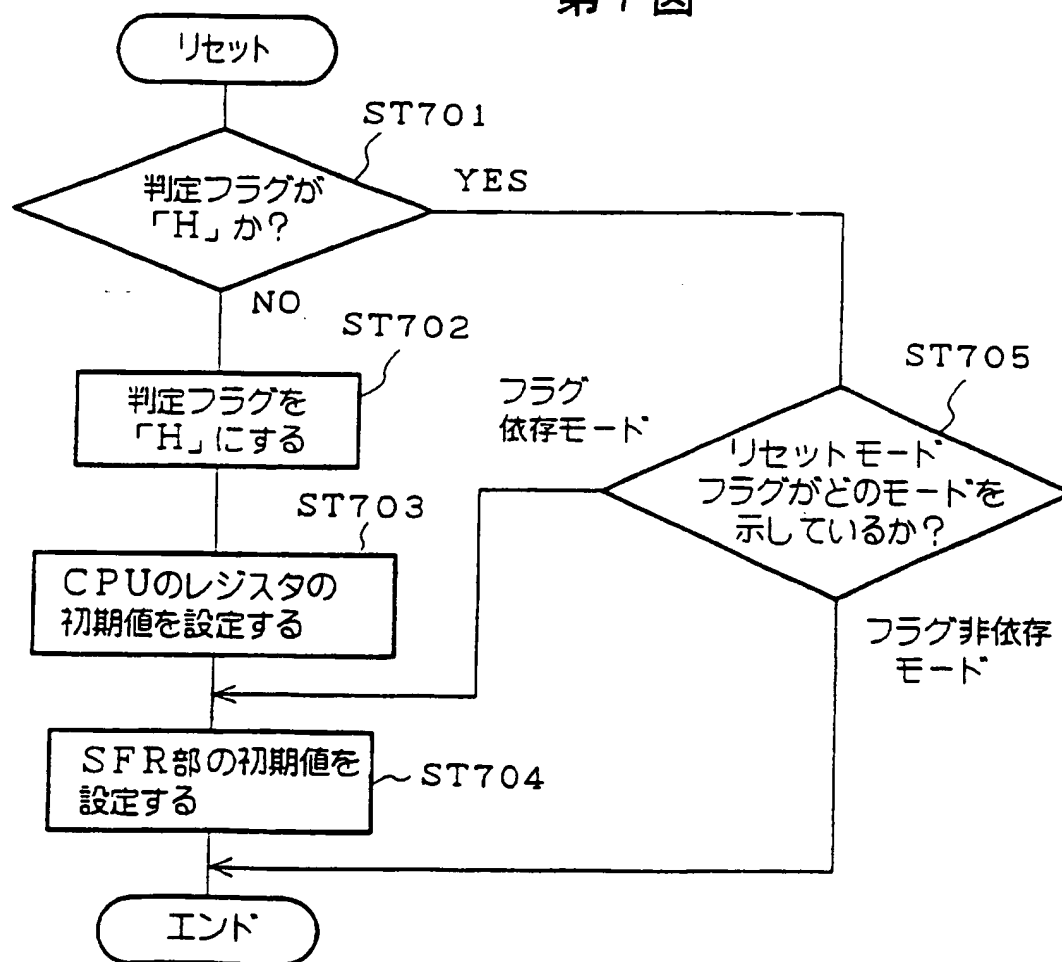 第7図
リセット
ST701
判定フラグが
「H」か?
YES
NO
ST702
判定フラグを
「H」にする
ST703
CPUのレジスタの
初期値を設定する
SFR部の初期値を
設定する
ST704
エンド
ST705
フラグ
依存モード
リセットモード
フラグがどのモードを
示しているか?
フラグ非依存
モード